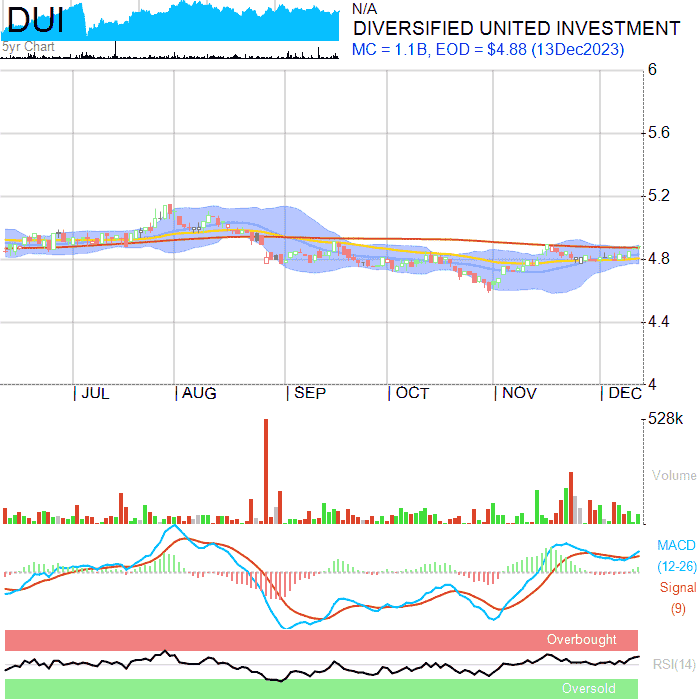 DUI
5yr Chart
N/A
DIVERSIFIED UNITED INVESTMENT
MC = 1.1B, EOD = $4.88 (13Dec2023)
6
5.6
5.2
4.8
4.4
4
JUL
AUG
SEP
OCT
NOV
DEC
528k
Volume
MACD
(12-26)
Signal
(9)
Overbought
RSI(14)
Oversold